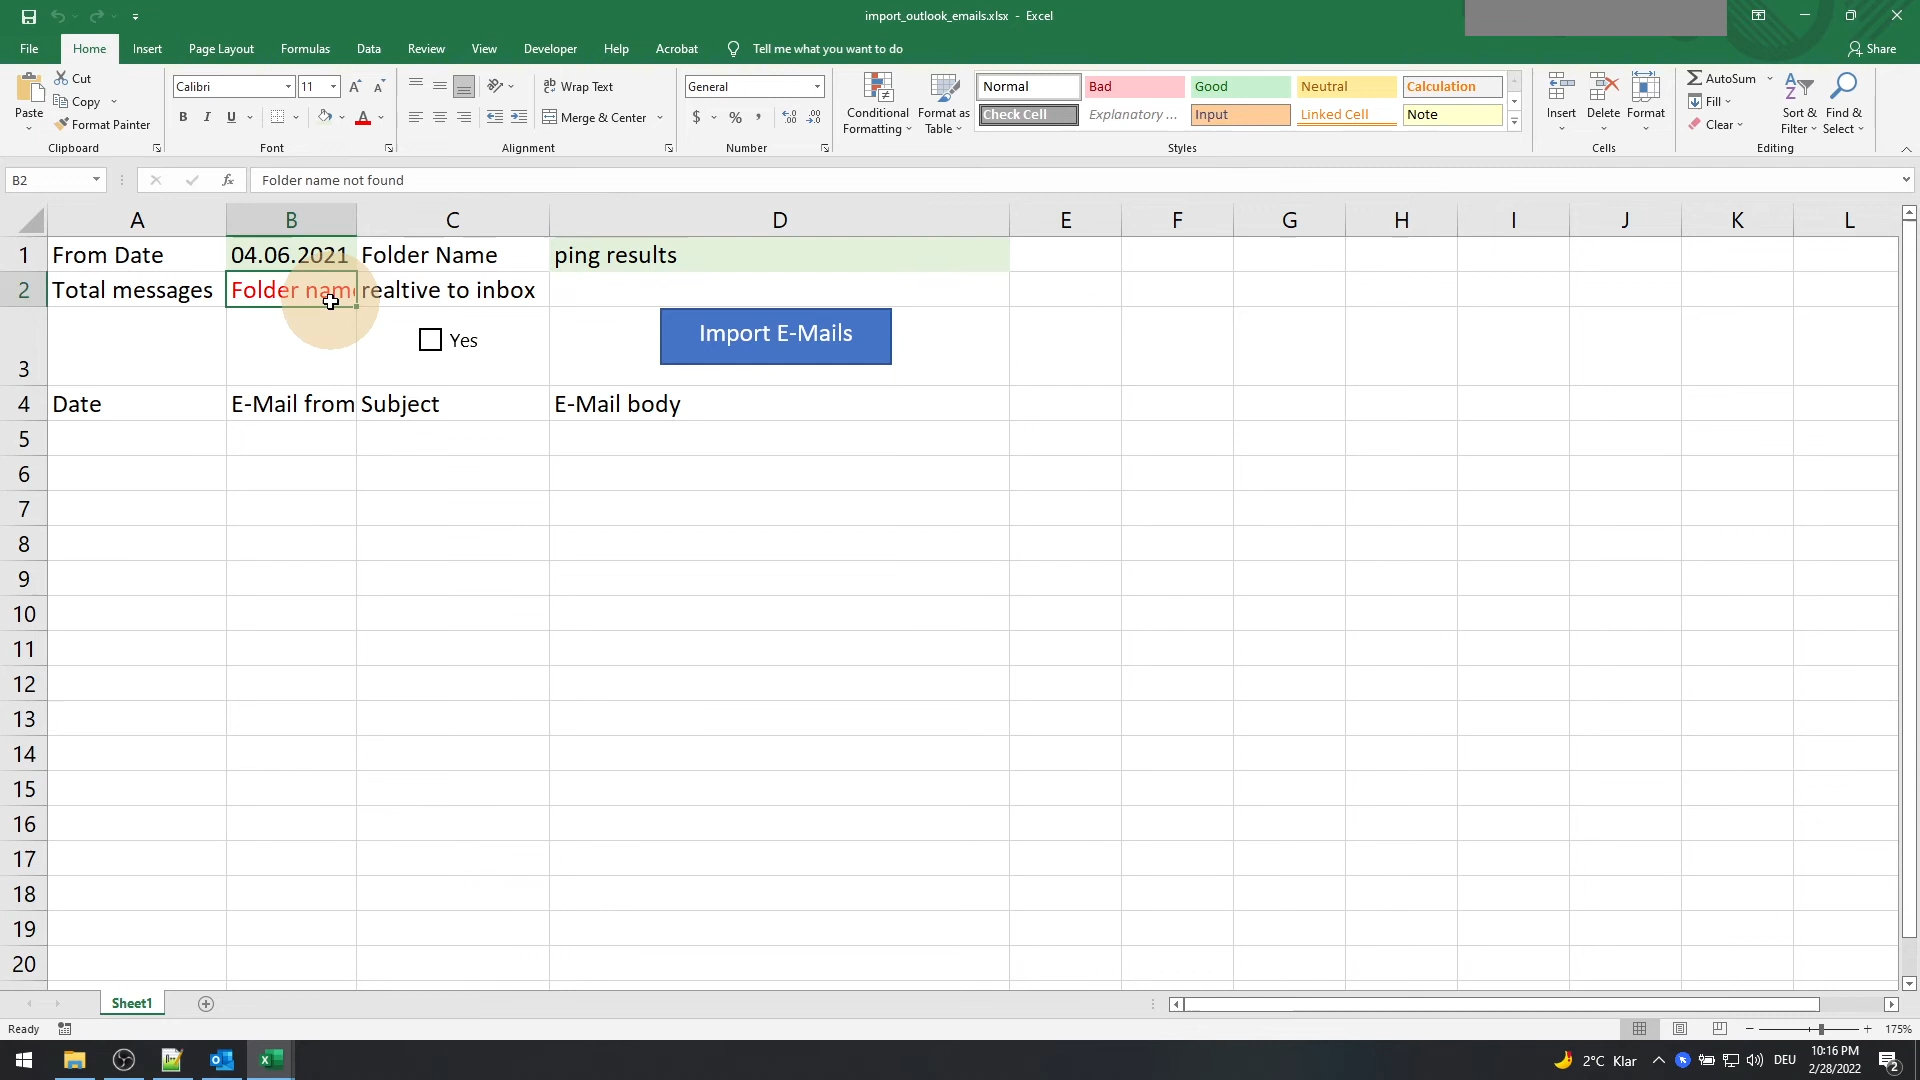 import_outlook_emails.xlsx - Excel
File Home Insert Page Layout Formulas Data Review View Developer Help Acrobat Tell me what you want to do Share
Paste Cut Copy Format Painter
Clipboard
Calibri 11
B I U
Font
Wrap Text
Merge & Center
Alignment
General
$ % ,
Number
Conditional Formatting Format as Table
Normal Bad Good Neutral Calculation
Check Cell Explanatory ... Input Linked Cell Note
Styles
Insert Delete Format
Cells
AutoSum
Fill
Clear
Sort & Filter Find & Select
Editing
B2 fx Folder name not found
A B C D E F G H I J K L
1 From Date 04.06.2021 Folder Name ping results
2 Total messages Folder name realtive to inbox
3 Yes Import E-Mails
4 Date E-Mail from Subject E-Mail body
5
6
7
8
9
10
11
12
13
14
15
16
17
18
19
20
Sheet1
Ready 175%
2°C Klar DEU 10:16 PM
2/28/2022 2